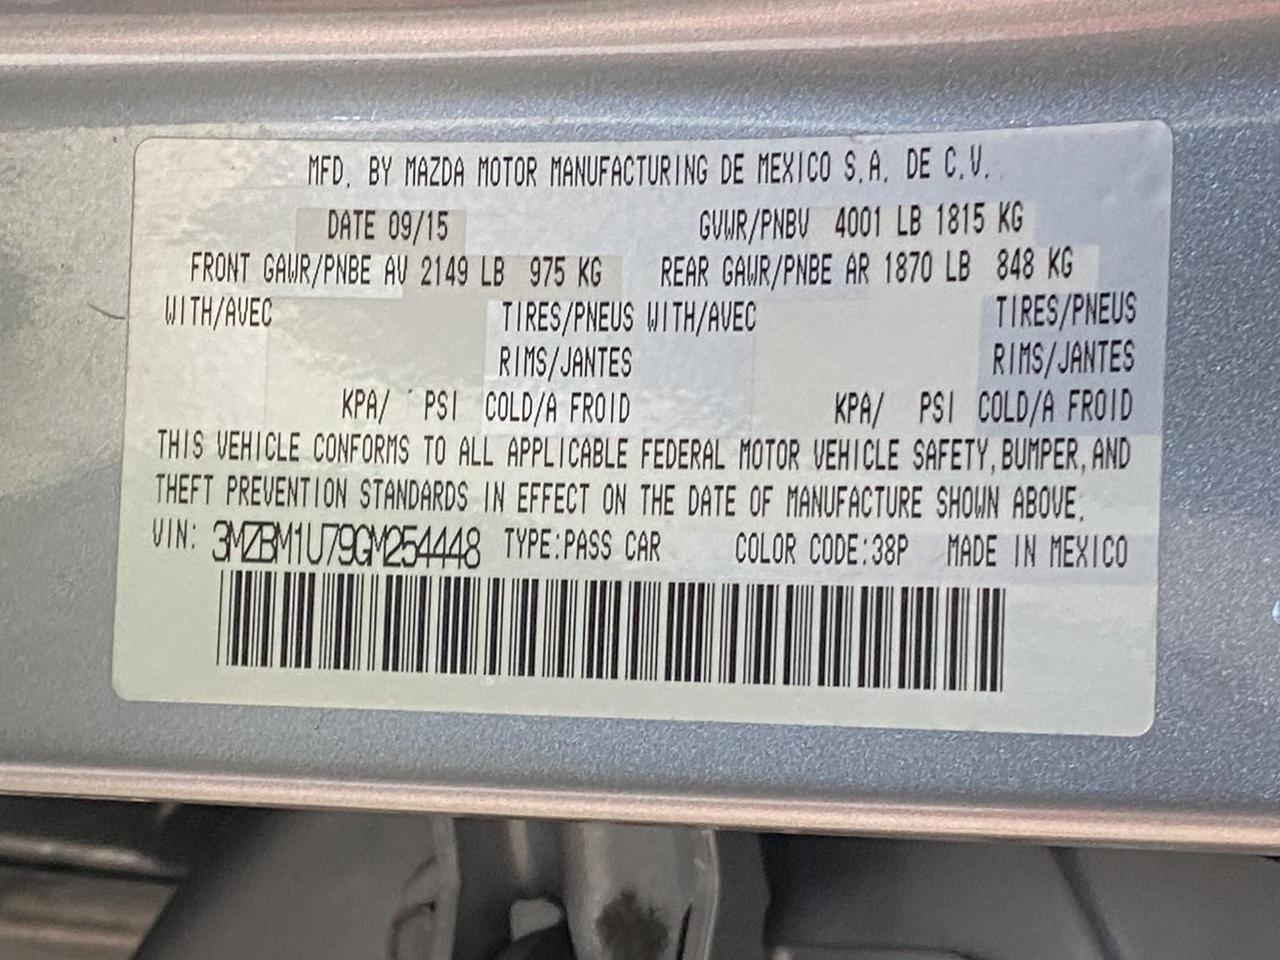 MFD. BY MAZDA MOTOR MANUFACTURING DE MEXICO S.A. DE C.V.
DATE 09/15 GVWR/PNBV 4001 LB 1815 KG
FRONT GAWR/PNBE AV 2149 LB 975 KG REAR GAWR/PNBE AR 1870 LB 848 KG
WITH/AVEC TIRES/PNEUS WITH/AVEC TIRES/PNEUS
RIMS/JANTES RIMS/JANTES
KPA/ PSI COLD/A FROID KPA/ PSI COLD/A FROID
THIS VEHICLE CONFORMS TO ALL APPLICABLE FEDERAL MOTOR VEHICLE SAFETY, BUMPER, AND
THEFT PREVENTION STANDARDS IN EFFECT ON THE DATE OF MANUFACTURE SHOWN ABOVE.
VIN: 3MZBM1U79GM254448 TYPE:PASS CAR COLOR CODE:38P MADE IN MEXICO